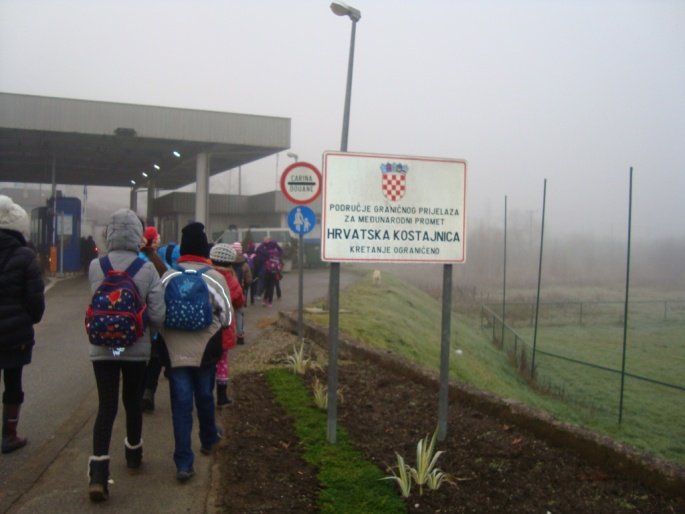 CARINA
DOUANE
PODRUČJE GRANIČNOG PRIJELAZA
ZA MEĐUNARODNI PROMET
HRVATSKA KOSTAJNICA
KRETANJE OGRANIČENO